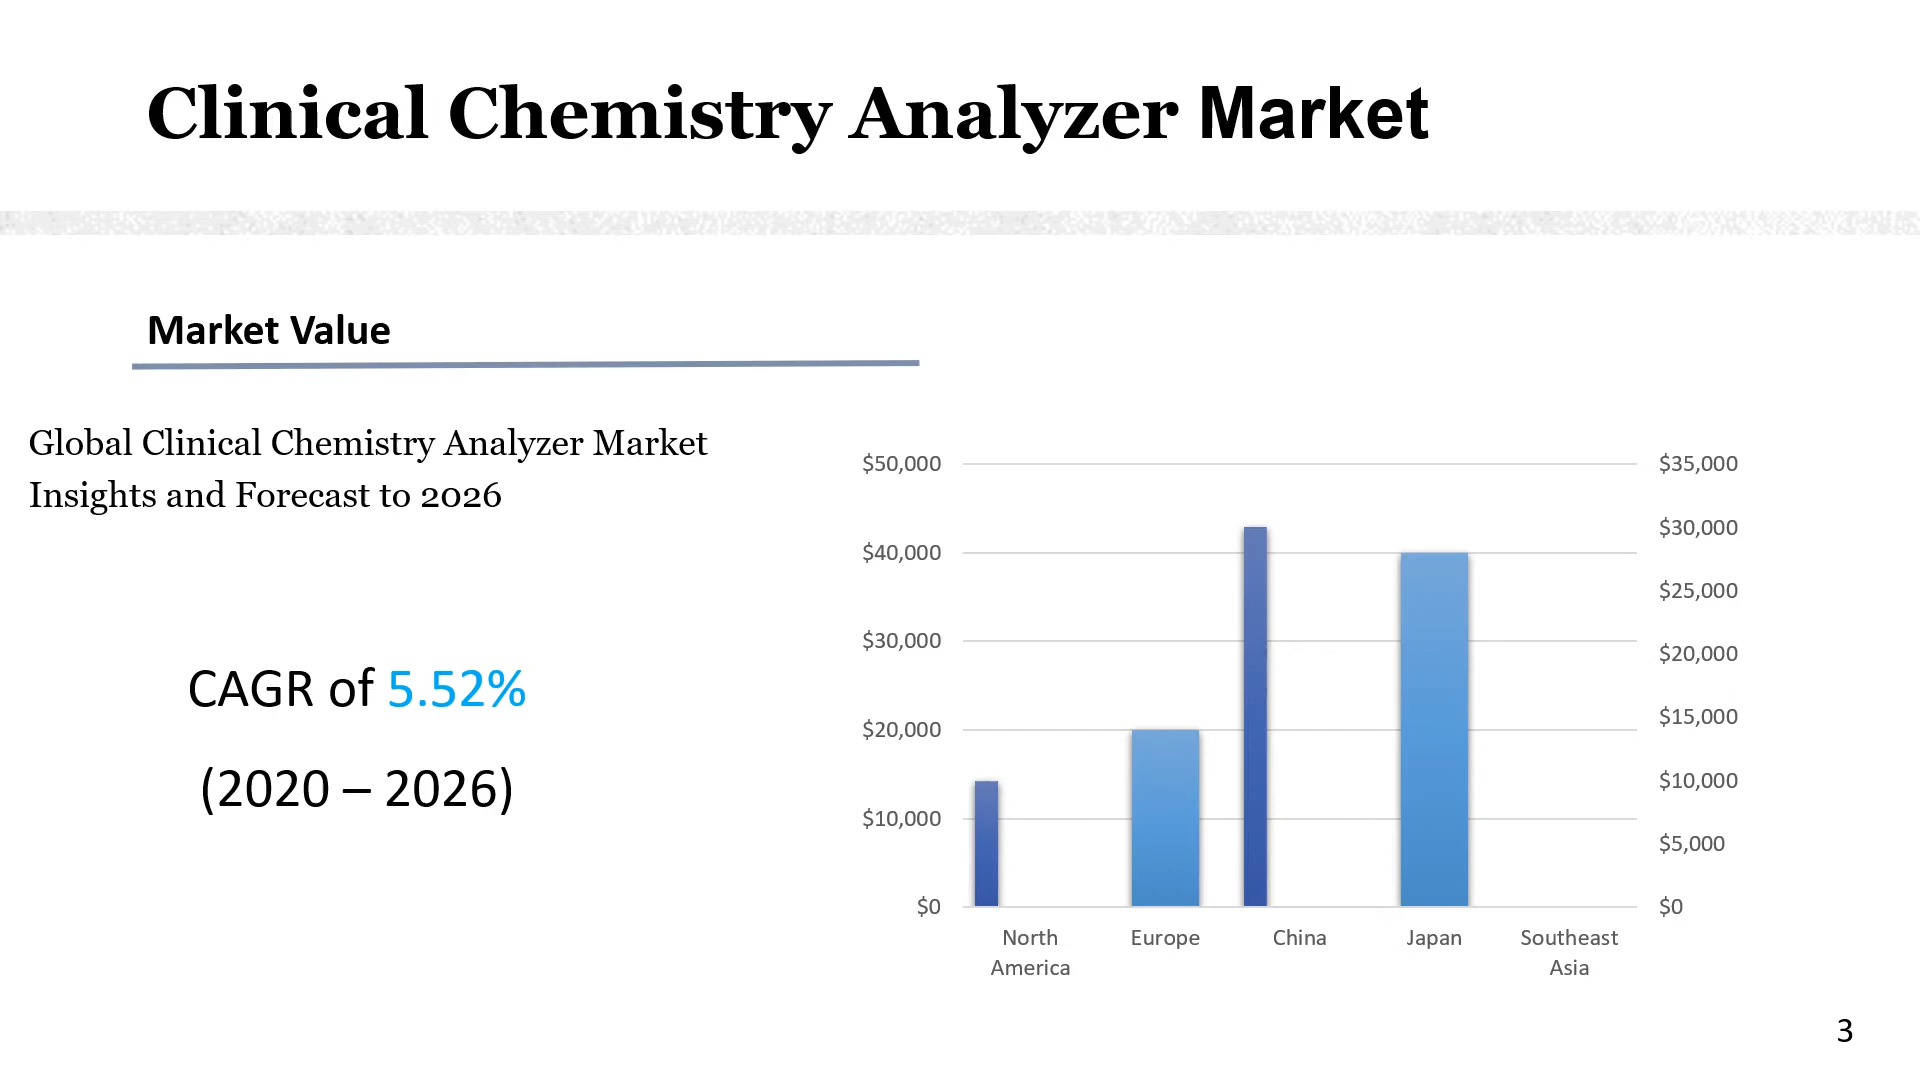 Clinical Chemistry Analyzer Market
Market Value
Global Clinical Chemistry Analyzer Market
Insights and Forecast to 2026
CAGR of 5.52%
(2020 – 2026)
$50,000
$40,000
$30,000
$20,000
$10,000
$0
$35,000
$30,000
$25,000
$20,000
$15,000
$10,000
$5,000
$0
North
America
Europe
China
Japan
Southeast
Asia
3